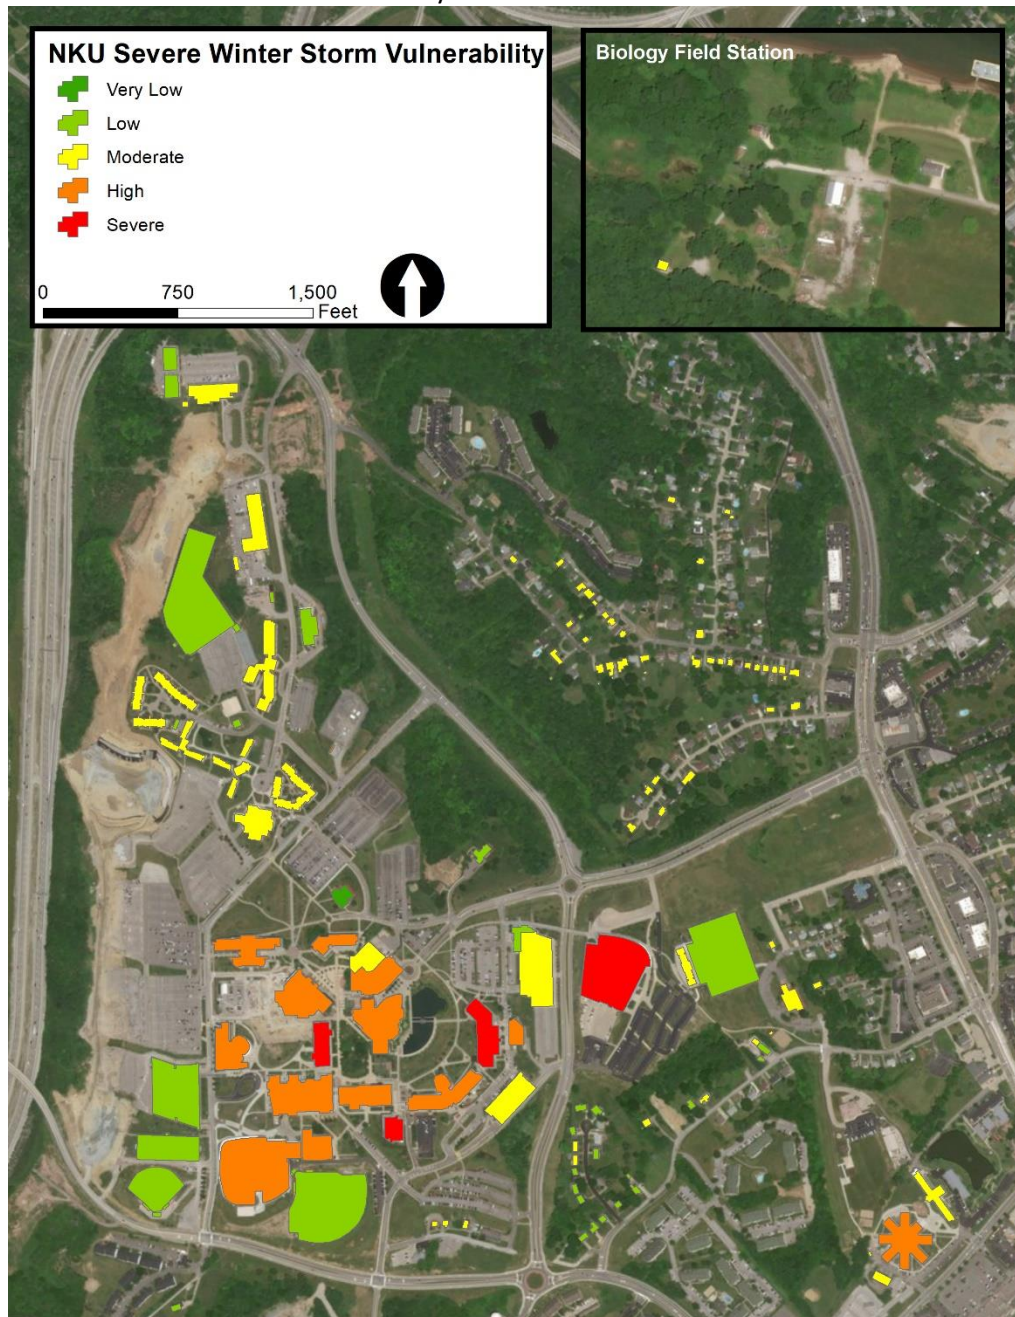 NKU Severe Winter Storm Vulnerability
Very Low
Low
Moderate
High
Severe
0 750 1,500
Feet
Biology Field Station